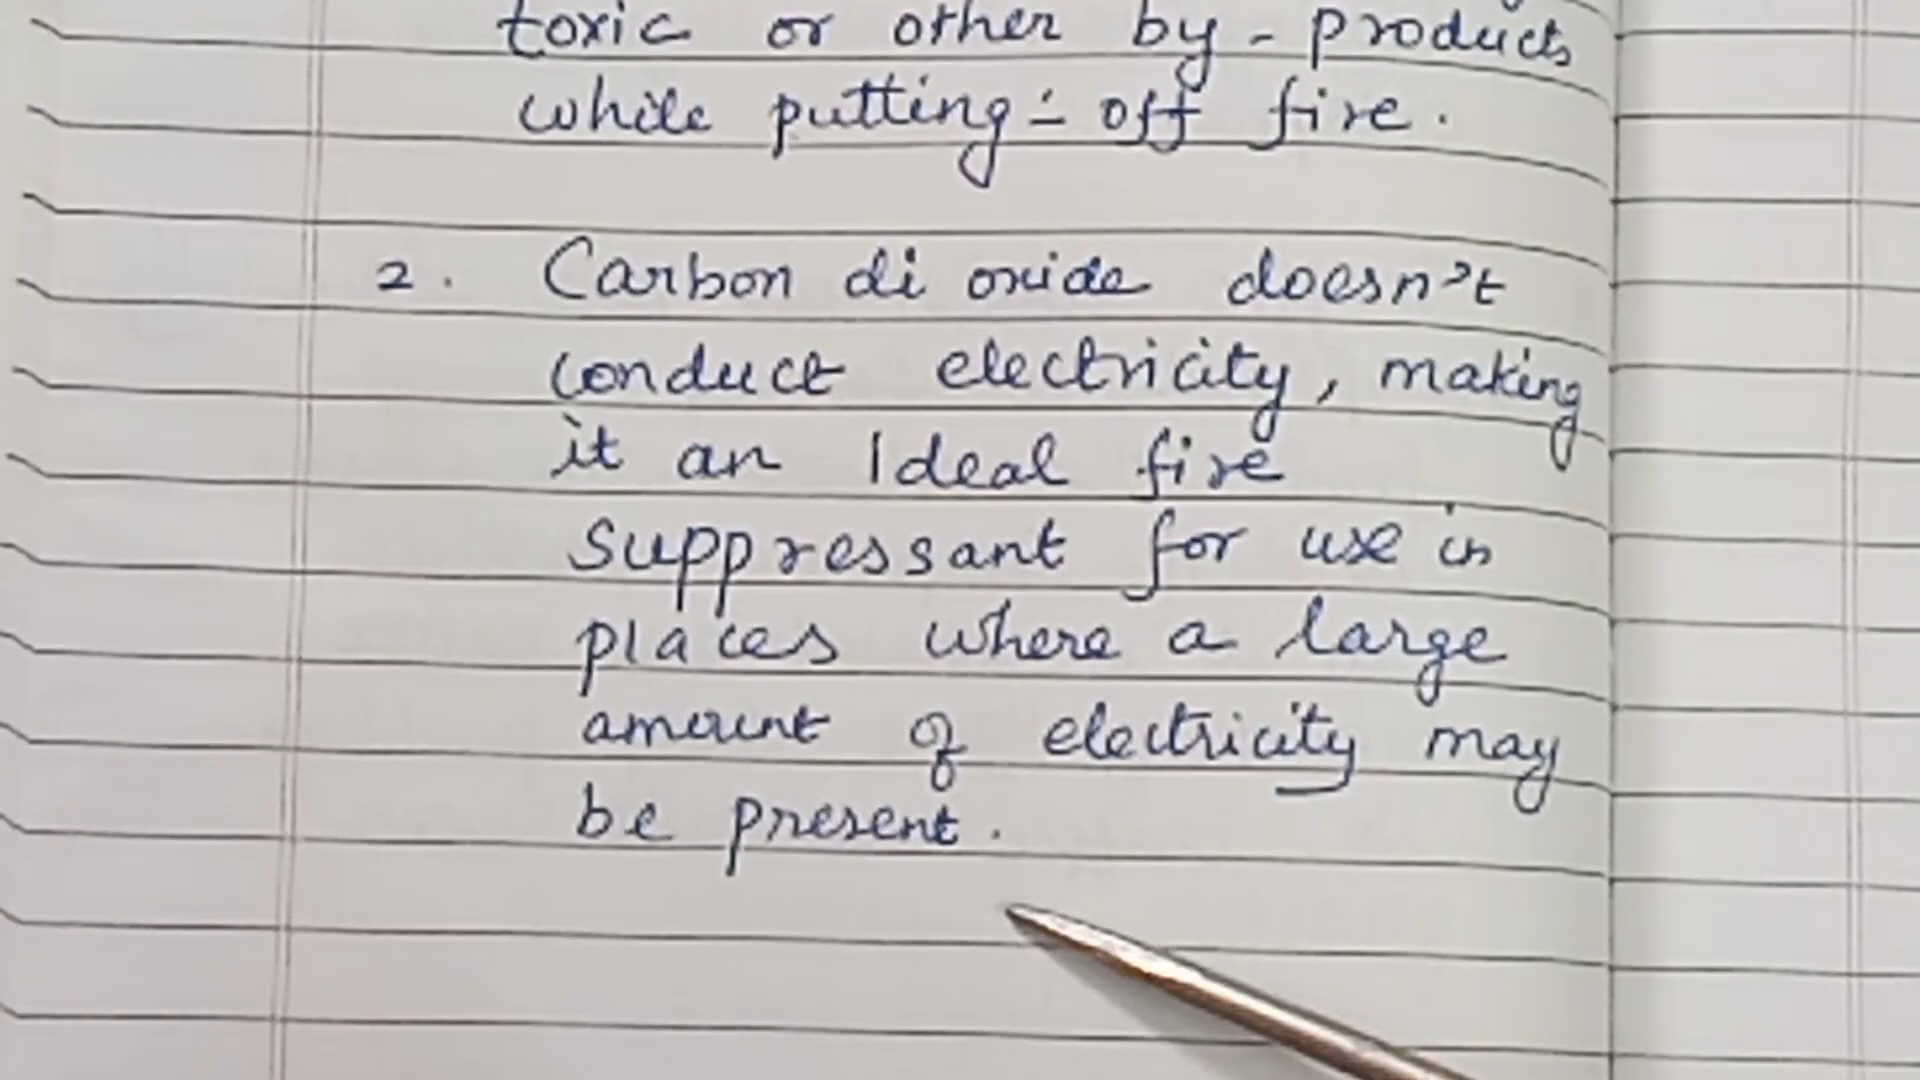 toxic or other by-products
while putting-off fire.
2. Carbon di oxide doesn't
conduct electricity, making
it an Ideal fire
suppressant for use in
places where a large
amount of electricity may
be present.